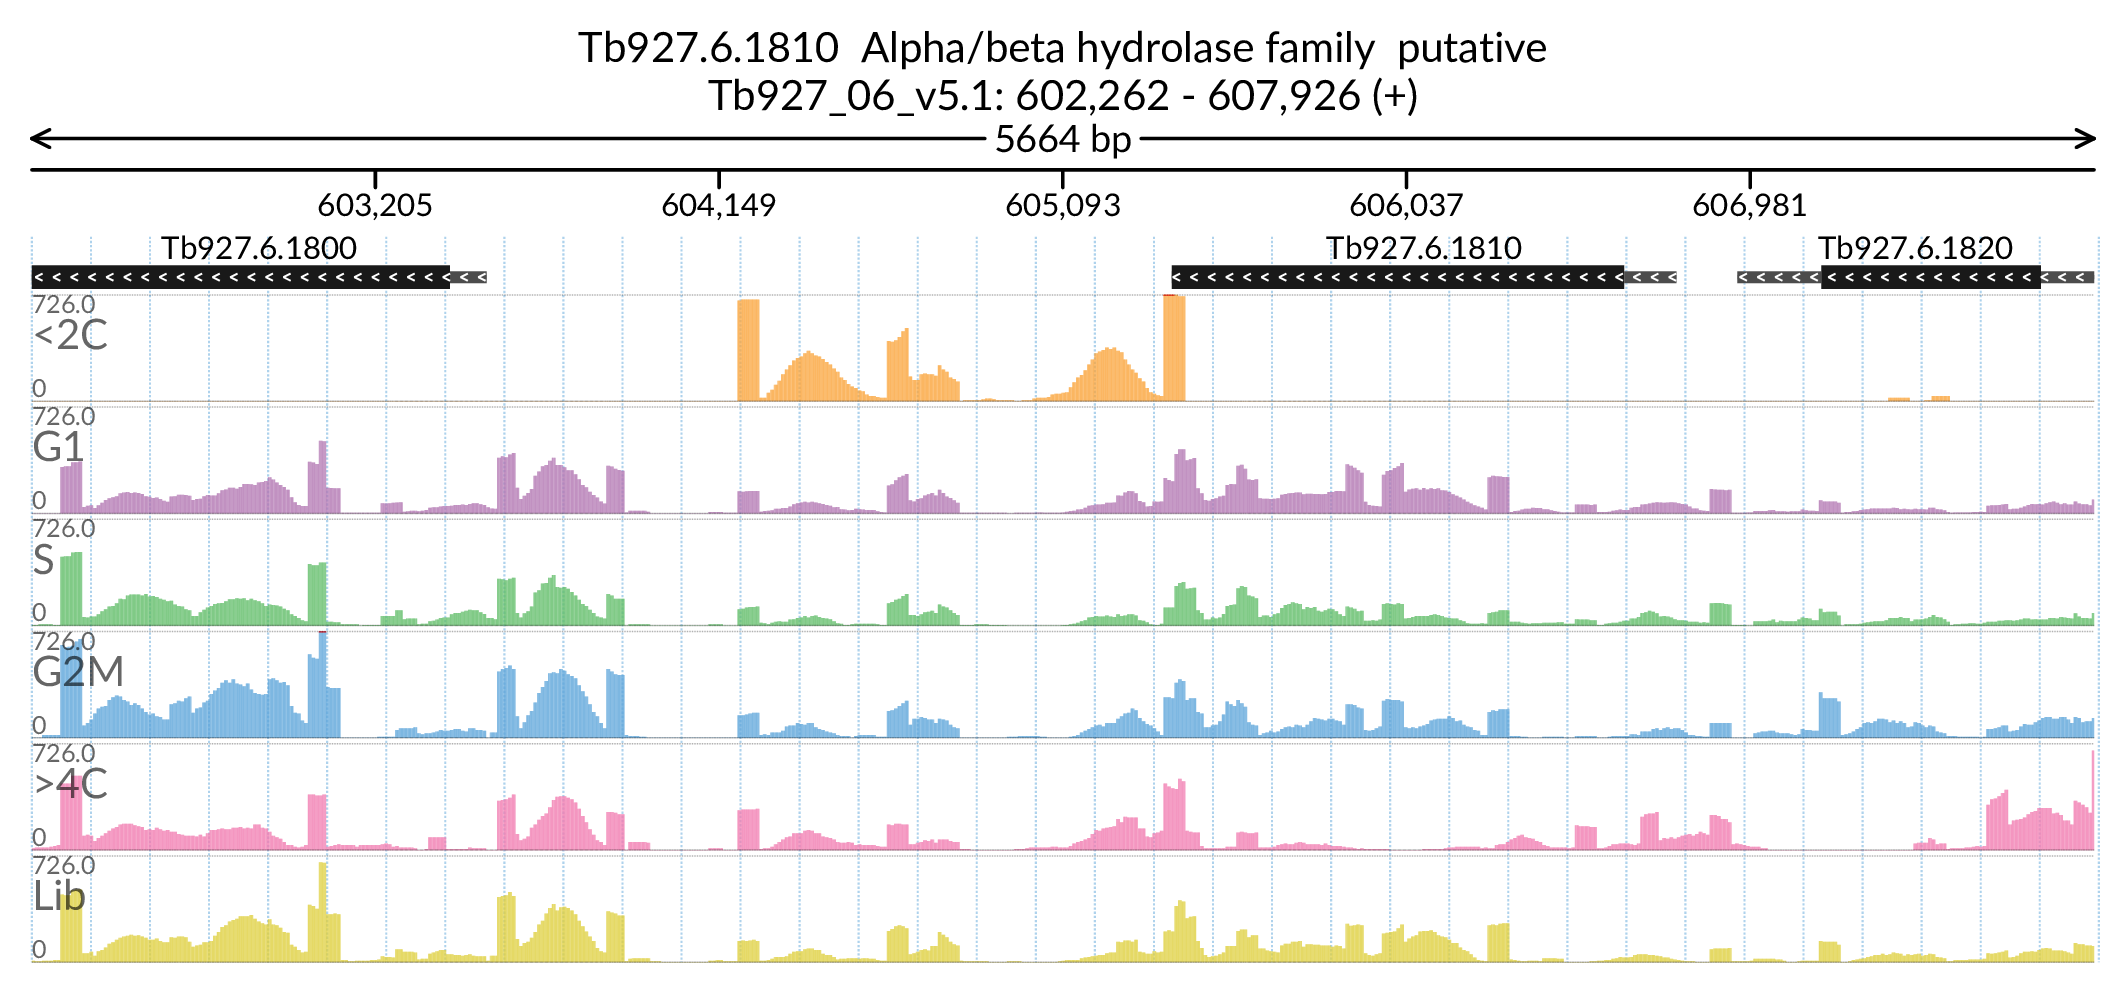 Tb927.6.1810  Alpha/beta hydrolase family  putative
Tb927_06_v5.1: 602,262 - 607,926 (+)
5664 bp
603,205 604,149 605,093 606,037 606,981
Tb927.6.1800 Tb927.6.1810 Tb927.6.1820
726.0
<2C
0
726.0
G1
0
726.0
S
0
726.0
G2M
0
726.0
>4C
0
726.0
Lib
0